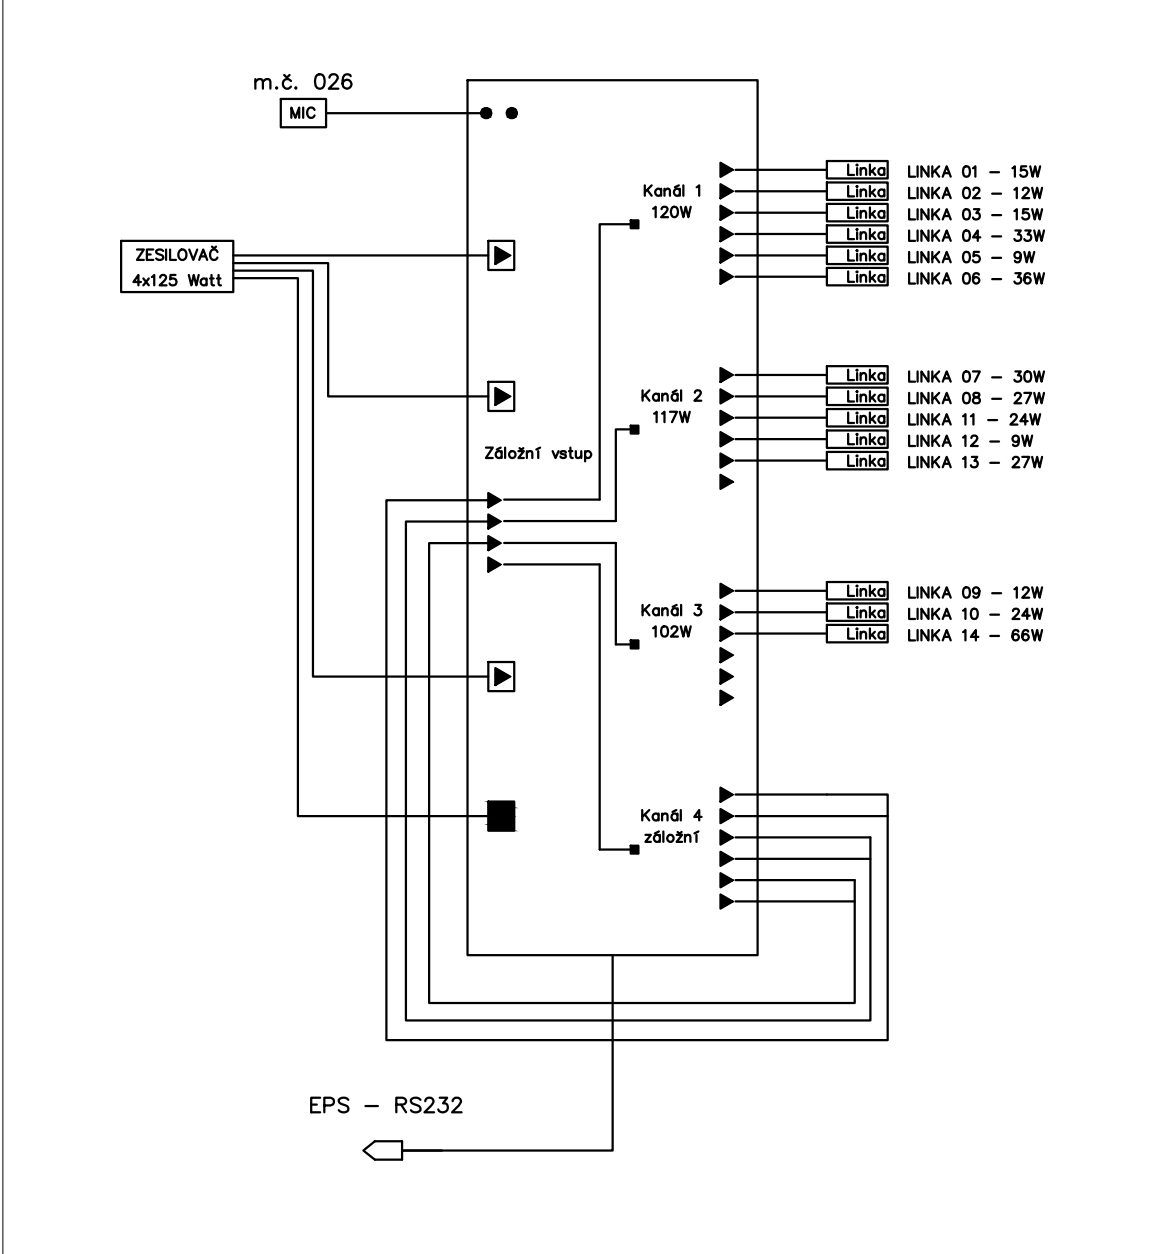 m.č. 026
MIC
ZESILOVAČ
4x125 Watt
Kanál 1
120W
Linka LINKA 01 – 15W
Linka LINKA 02 – 12W
Linka LINKA 03 – 15W
Linka LINKA 04 – 33W
Linka LINKA 05 – 9W
Linka LINKA 06 – 36W
Kanál 2
117W
Linka LINKA 07 – 30W
Linka LINKA 08 – 27W
Linka LINKA 11 – 24W
Linka LINKA 12 – 9W
Linka LINKA 13 – 27W
Záložní vstup
Kanál 3
102W
Linka LINKA 09 – 12W
Linka LINKA 10 – 24W
Linka LINKA 14 – 66W
Kanál 4
záložní
EPS – RS232